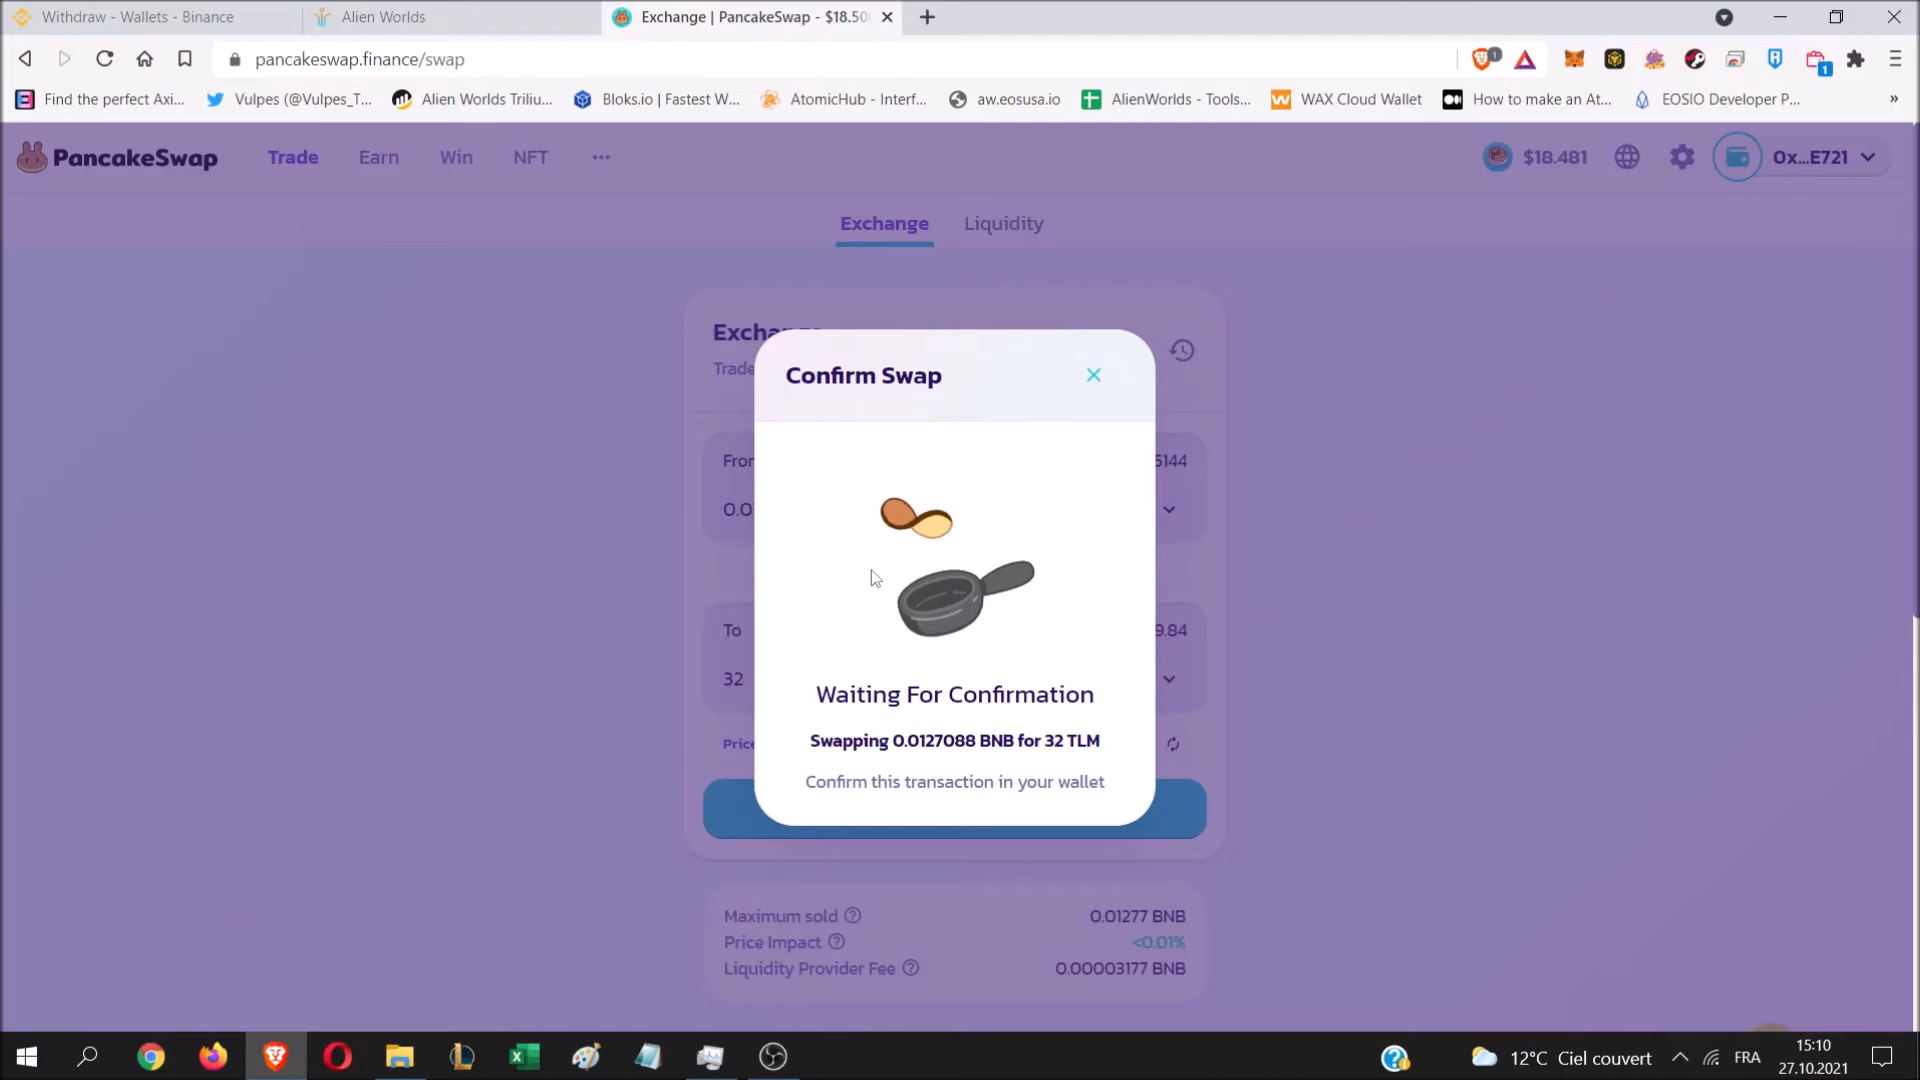 Withdraw - Wallets - Binance
Alien Worlds
Exchange | PancakeSwap - $18.50
pancakeswap.finance/swap
1
1
Find the perfect Axi...
Vulpes (@Vulpes_T...
Alien Worlds Triliu...
Bloks.io | Fastest W...
AtomicHub - Interf...
aw.eosusa.io
AlienWorlds - Tools...
WAX Cloud Wallet
How to make an At...
EOSIO Developer P...
»
PancakeSwap
Trade
Earn
Win
NFT
$18.481
0x...E721
Exchange
Liquidity
Confirm Swap
Trade
From
5144
0.0
To
9.84
32
Waiting For Confirmation
Price
Swapping 0.0127088 BNB for 32 TLM
Confirm this transaction in your wallet
Maximum sold
0.01277 BNB
Price Impact
<0.01%
Liquidity Provider Fee
0.00003177 BNB
12°C Ciel couvert
FRA
15:10
27.10.2021